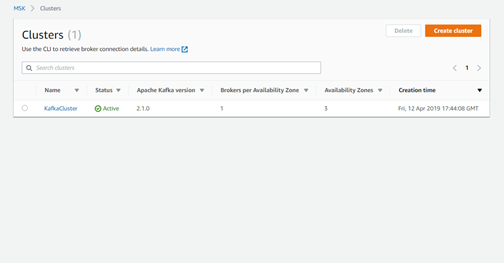 MSK > Clusters
Clusters (1)
Delete
Create cluster
Use the CLI to retrieve broker connection details. Learn more
Search clusters
1
Name Status Apache Kafka version Brokers per Availability Zone Availability Zones Creation time
KafkaCluster Active 2.1.0 1 3 Fri, 12 Apr 2019 17:44:08 GMT